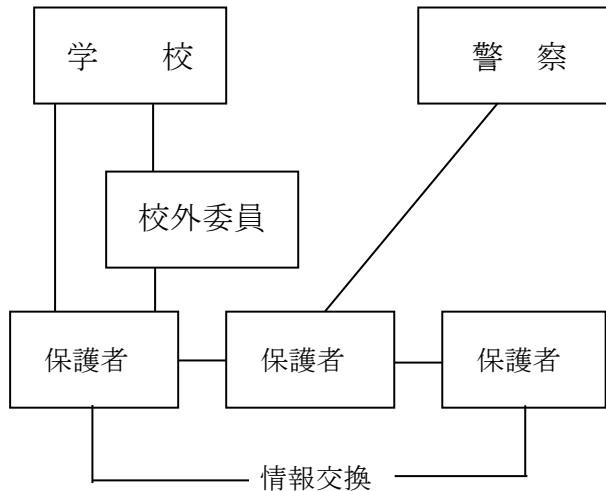 学　　校
警　察
校外委員
保護者
保護者
保護者
情報交換